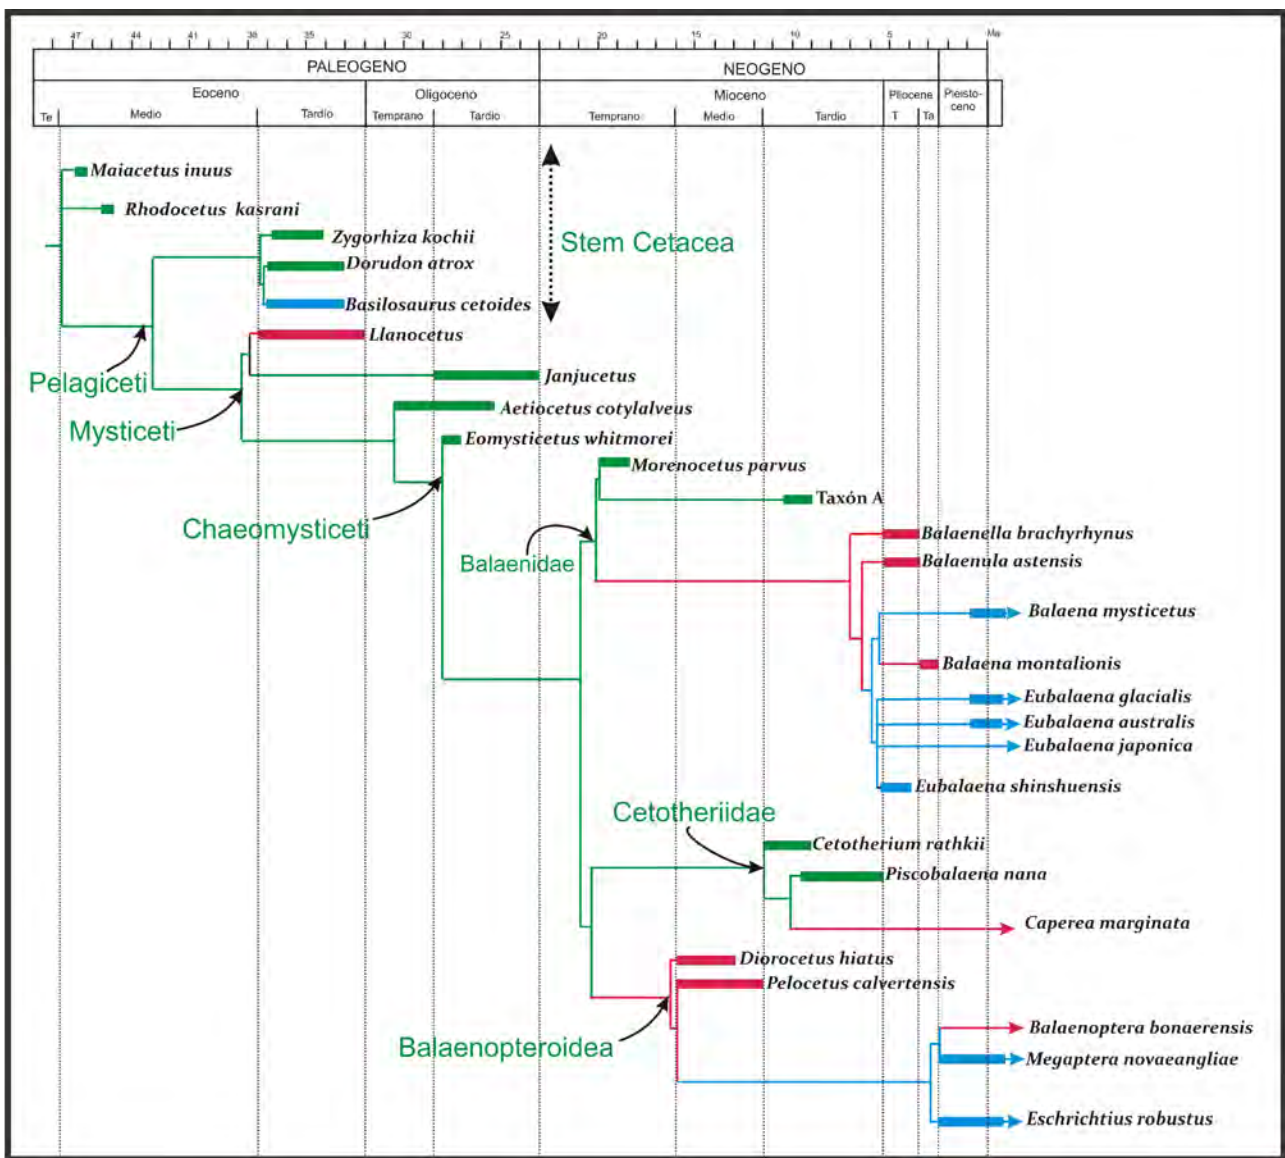 47 44 41 38 35 30 25 20 15 10 5 Ma
PALEOGENO NEOGENO
Eoceno Oligoceno Mioceno Pliocene Pleisto-
ceno
Te Medio Tardío Temprano Tardio Temprano Medio Tardio T Ta
Maiacetus inuus
Rhodocetus kasrani
Zygorhiza kochii
Stem Cetacea
Dorudon atrox
Basilosaurus cetoides
Llanocetus
Pelagiceti
Janjucetus
Aetiocetus cotylalveus
Mysticeti
Eomysticetus whitmorei
Morenocetus parvus
Taxón A
Chaeomysticeti
Balaenella brachyrhynus
Balaenidae
Balaenula astensis
Balaena mysticetus
Balaena montalionis
Eubalaena glacialis
Eubalaena australis
Eubalaena japonica
Eubalaena shinshuensis
Cetotheriidae
Cetotherium rathkii
Piscobalaena nana
Caperea marginata
Diorocetus hiatus
Pelocetus calvertensis
Balaenoptera bonaerensis
Balaenopteroidea
Megaptera novaeangliae
Eschrichtius robustus